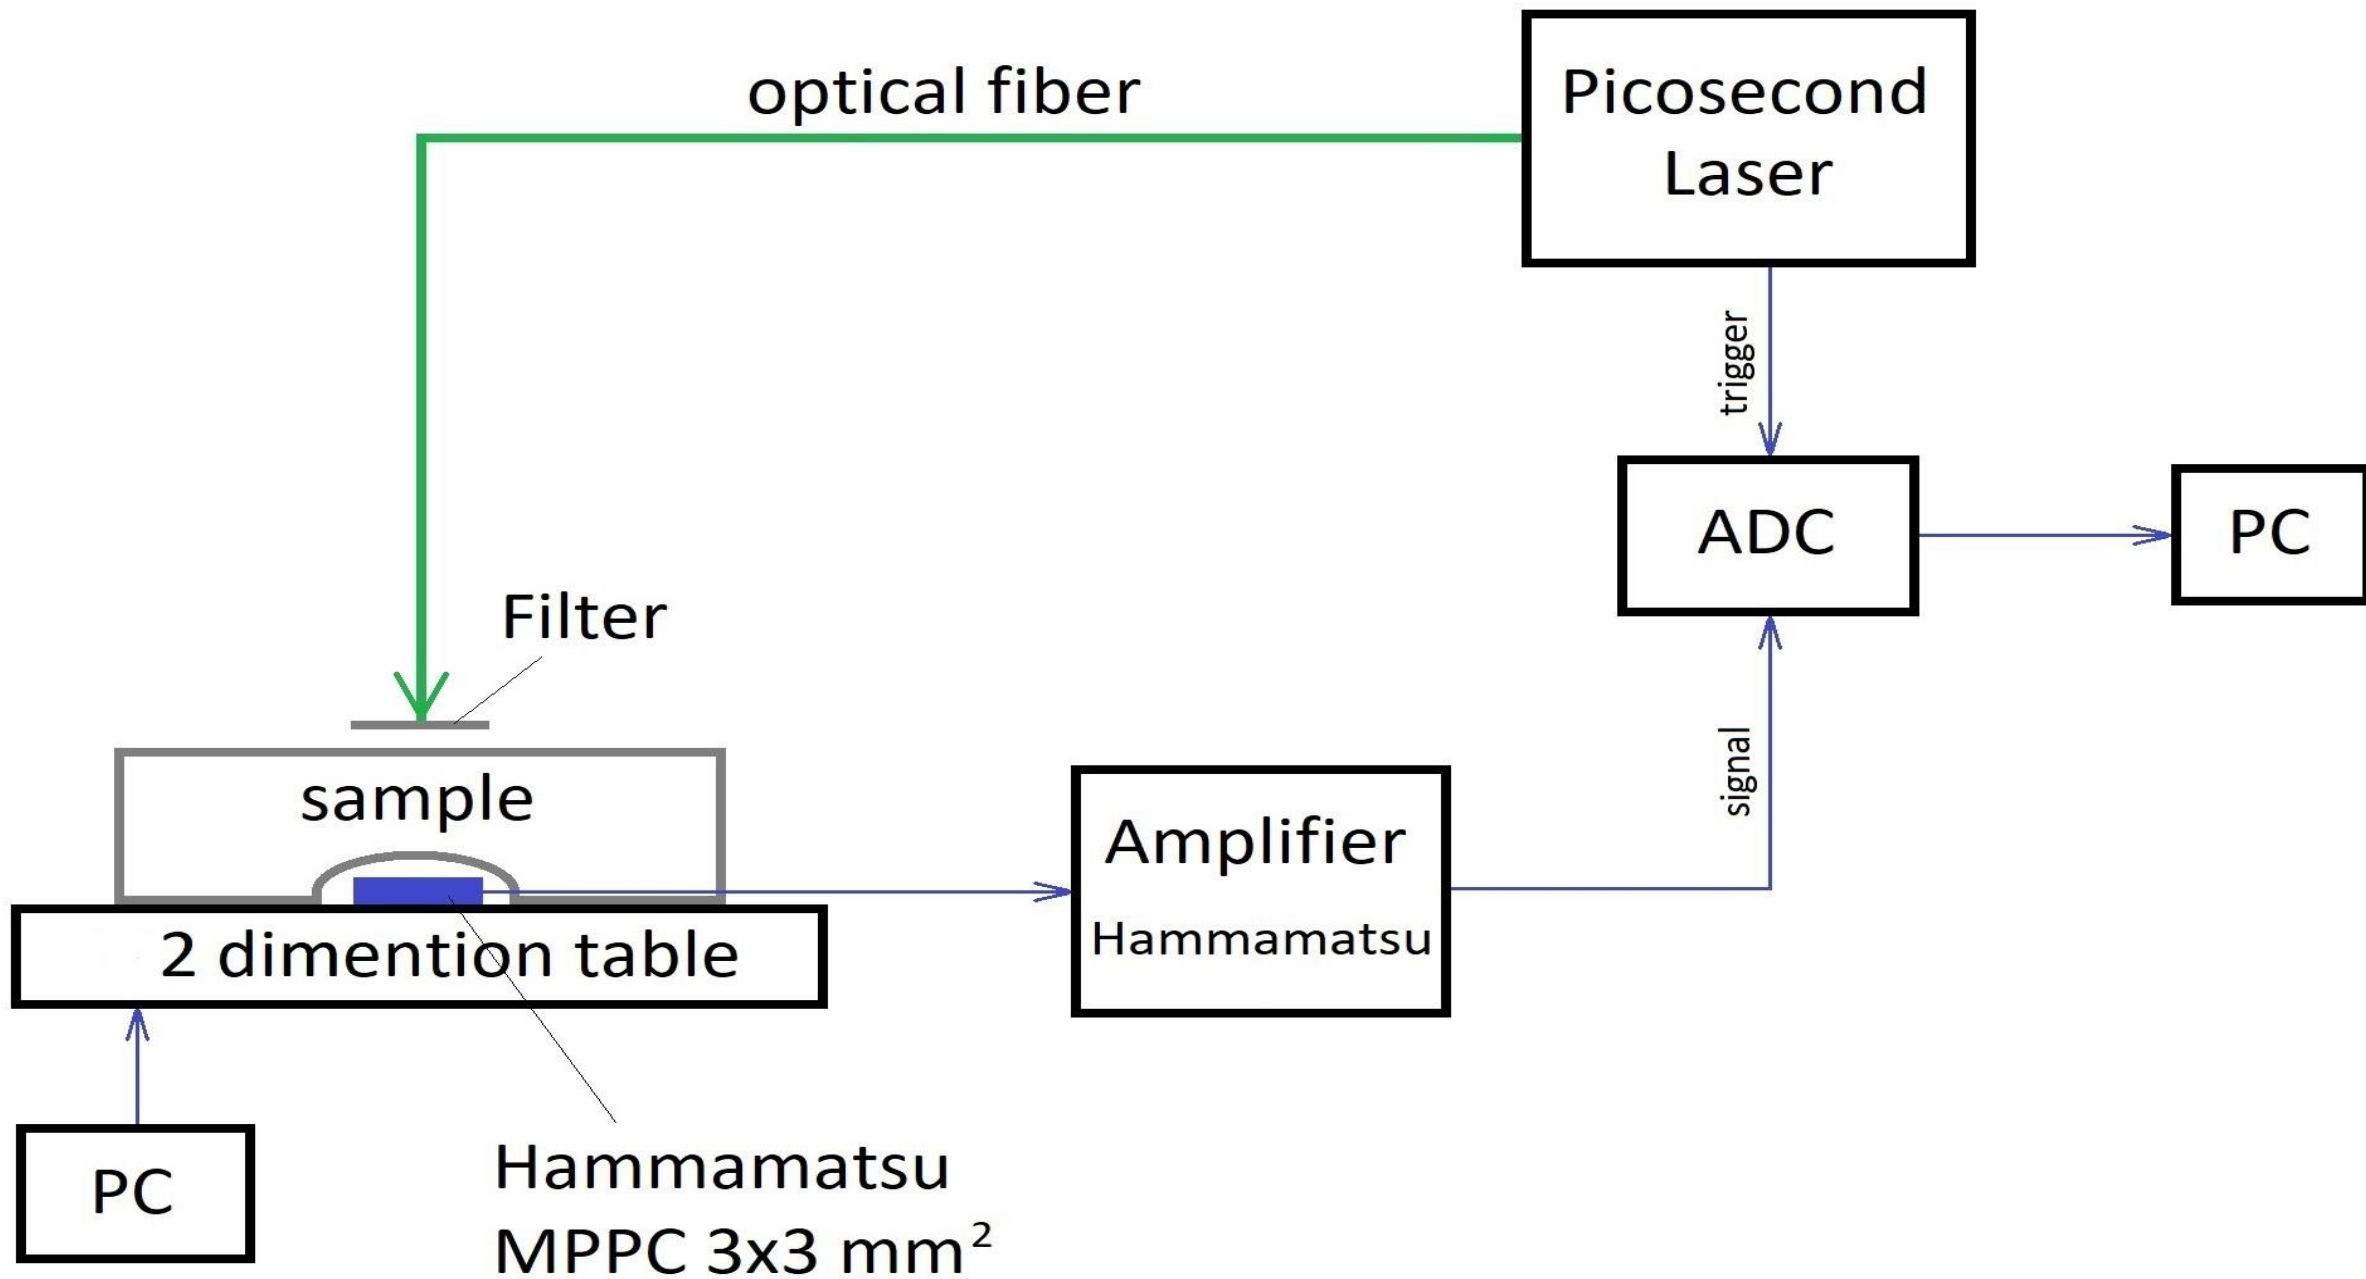 optical fiber
Picosecond
Laser
trigger
ADC
PC
Filter
sample
signal
Amplifier
Hammamatsu
2 dimention table
PC
Hammamatsu
MPPC 3x3 mm²